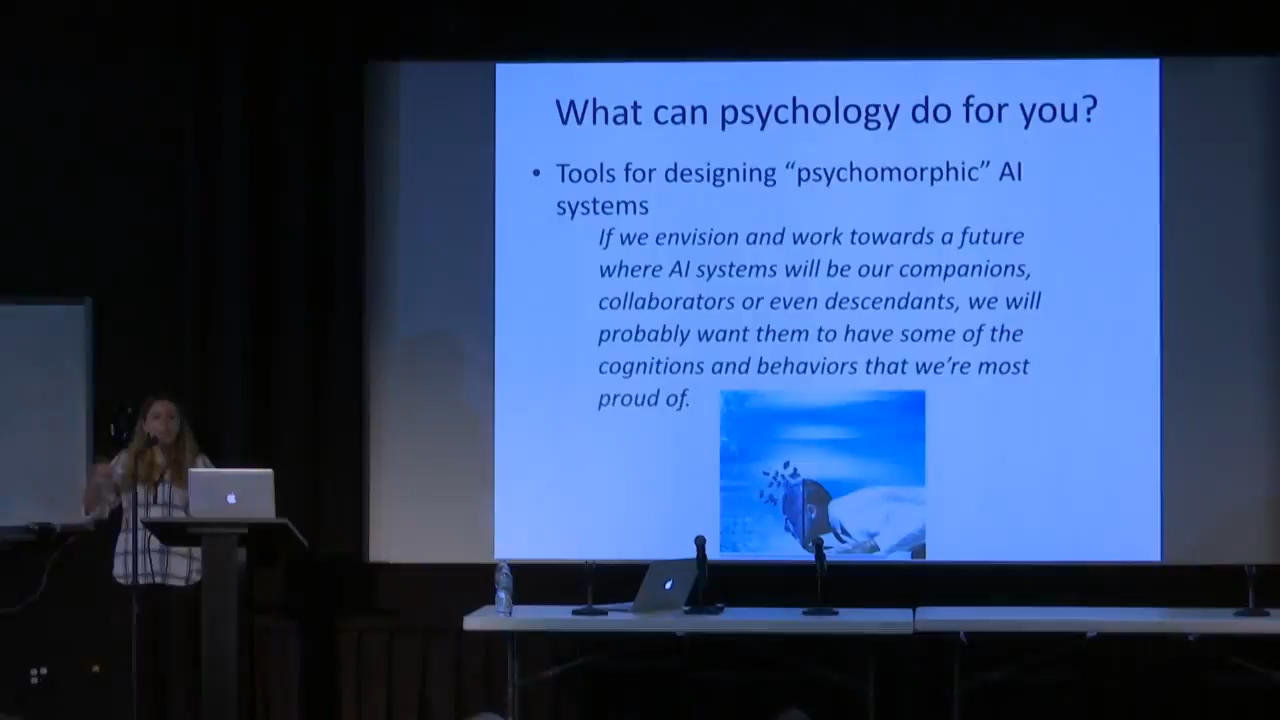 What can psychology do for you?
• Tools for designing “psychomorphic” AI
systems
If we envision and work towards a future
where AI systems will be our companions,
collaborators or even descendants, we will
probably want them to have some of the
cognitions and behaviors that we’re most
proud of.